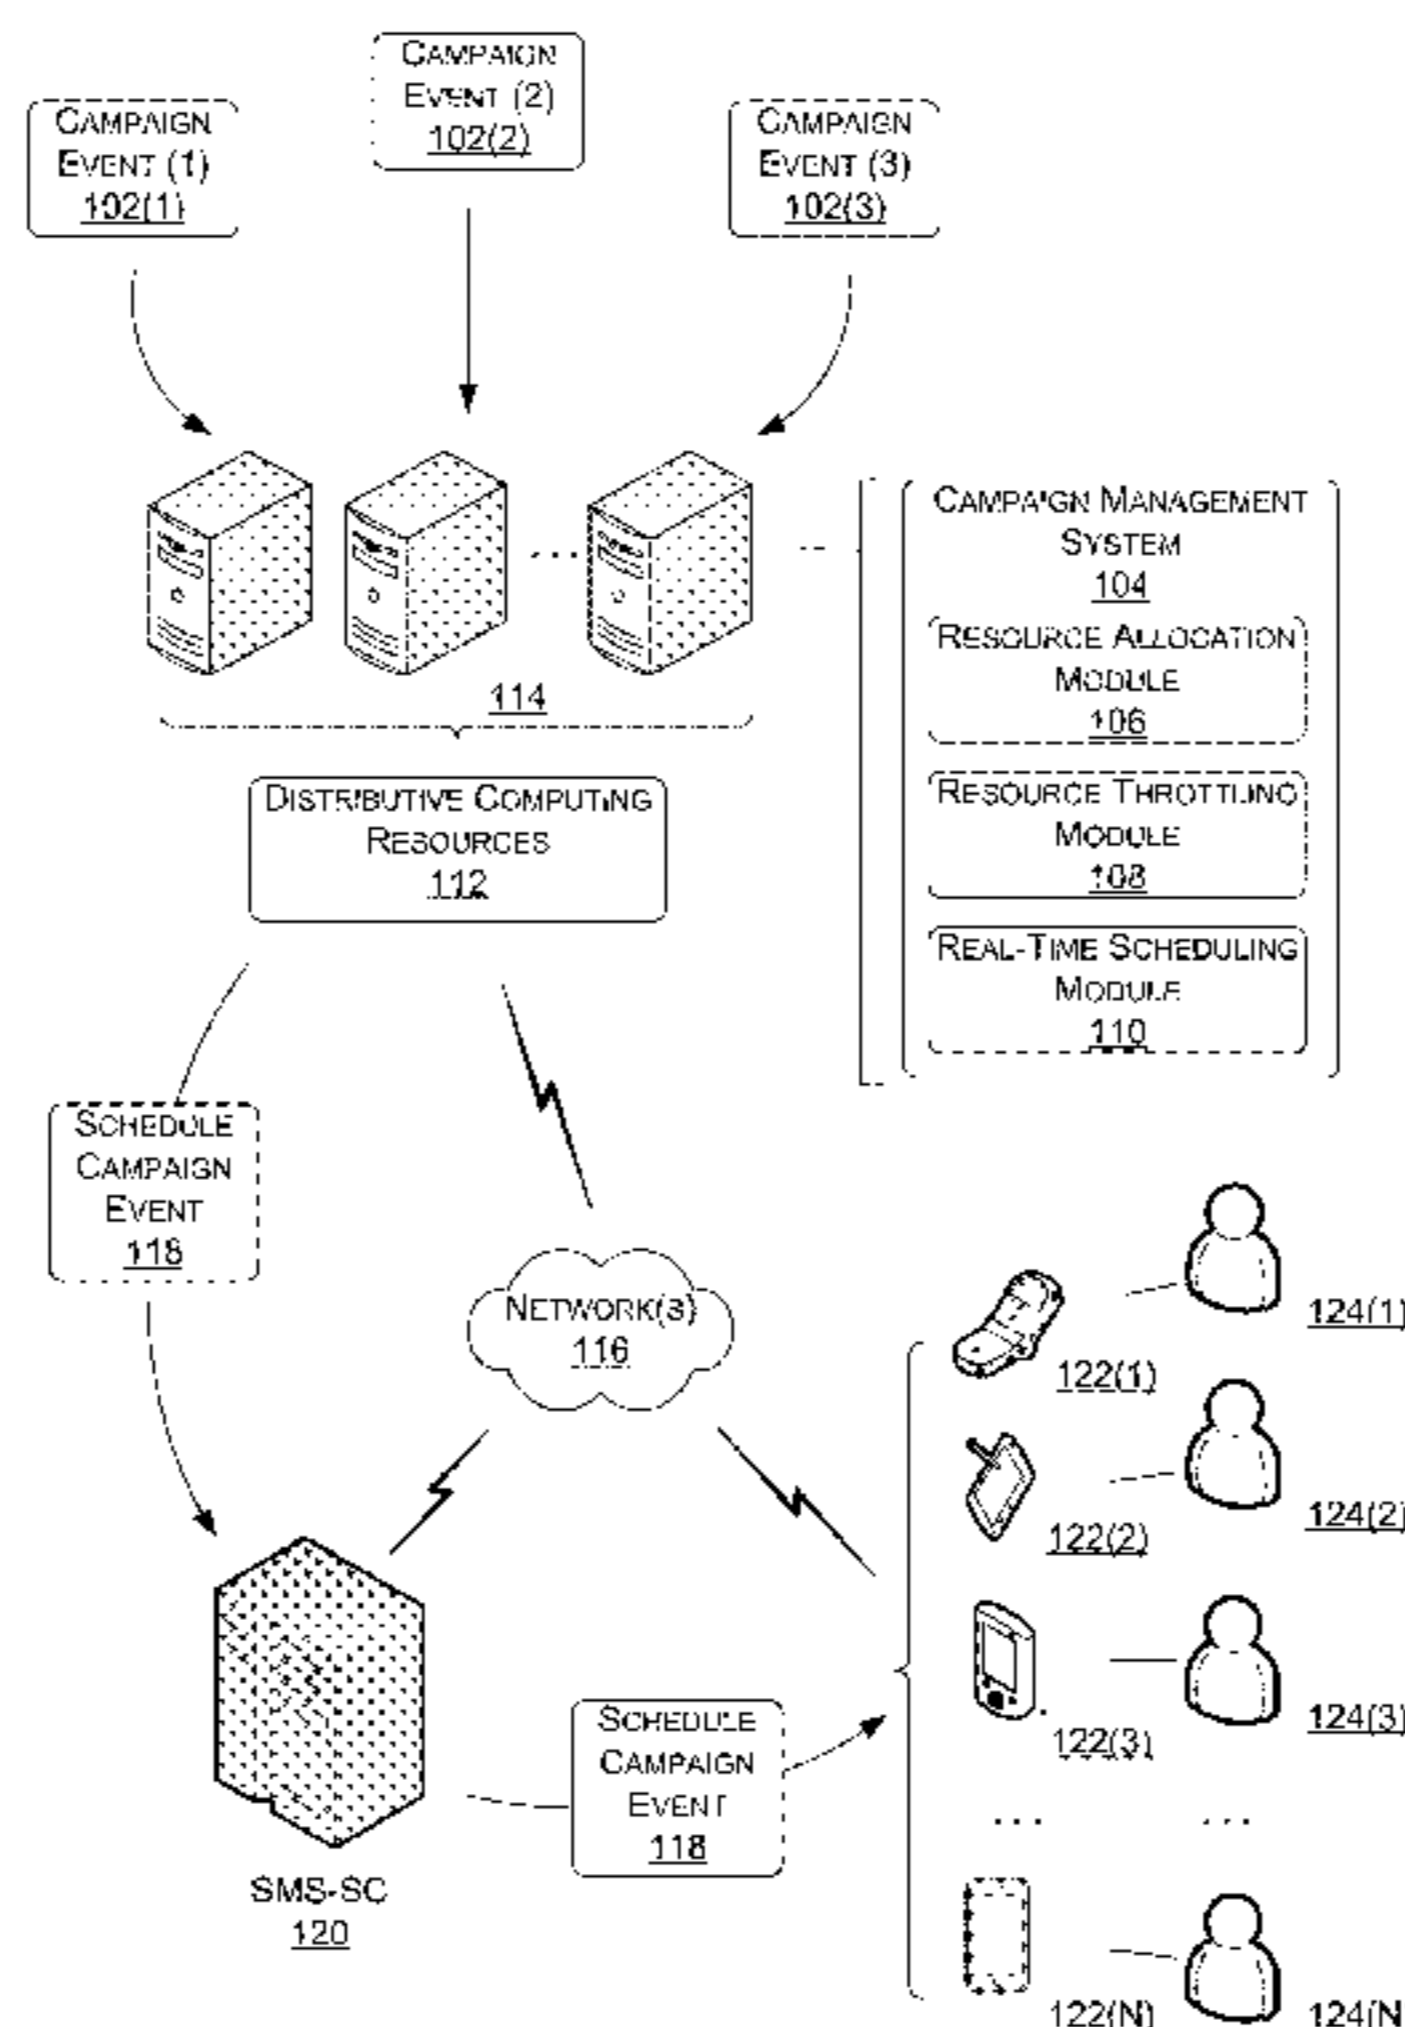 CAMPAIGN
EVENT (1)
102(1)
CAMPAIGN
EVENT (2)
102(2)
CAMPAIGN
EVENT (3)
102(3)
114
DISTRIBUTIVE COMPUTING
RESOURCES
112
CAMPAIGN MANAGEMENT
SYSTEM
104
RESOURCE ALLOCATION
MODULE
106
RESOURCE THROTTLING
MODULE
108
REAL-TIME SCHEDULING
MODULE
110
SCHEDULE
CAMPAIGN
EVENT
118
NETWORK(S)
116
SMS-SC
120
SCHEDULE
CAMPAIGN
EVENT
118
122(1)
124(1)
122(2)
124(2)
122(3)
124(3)
... ...
122(N)
124(N